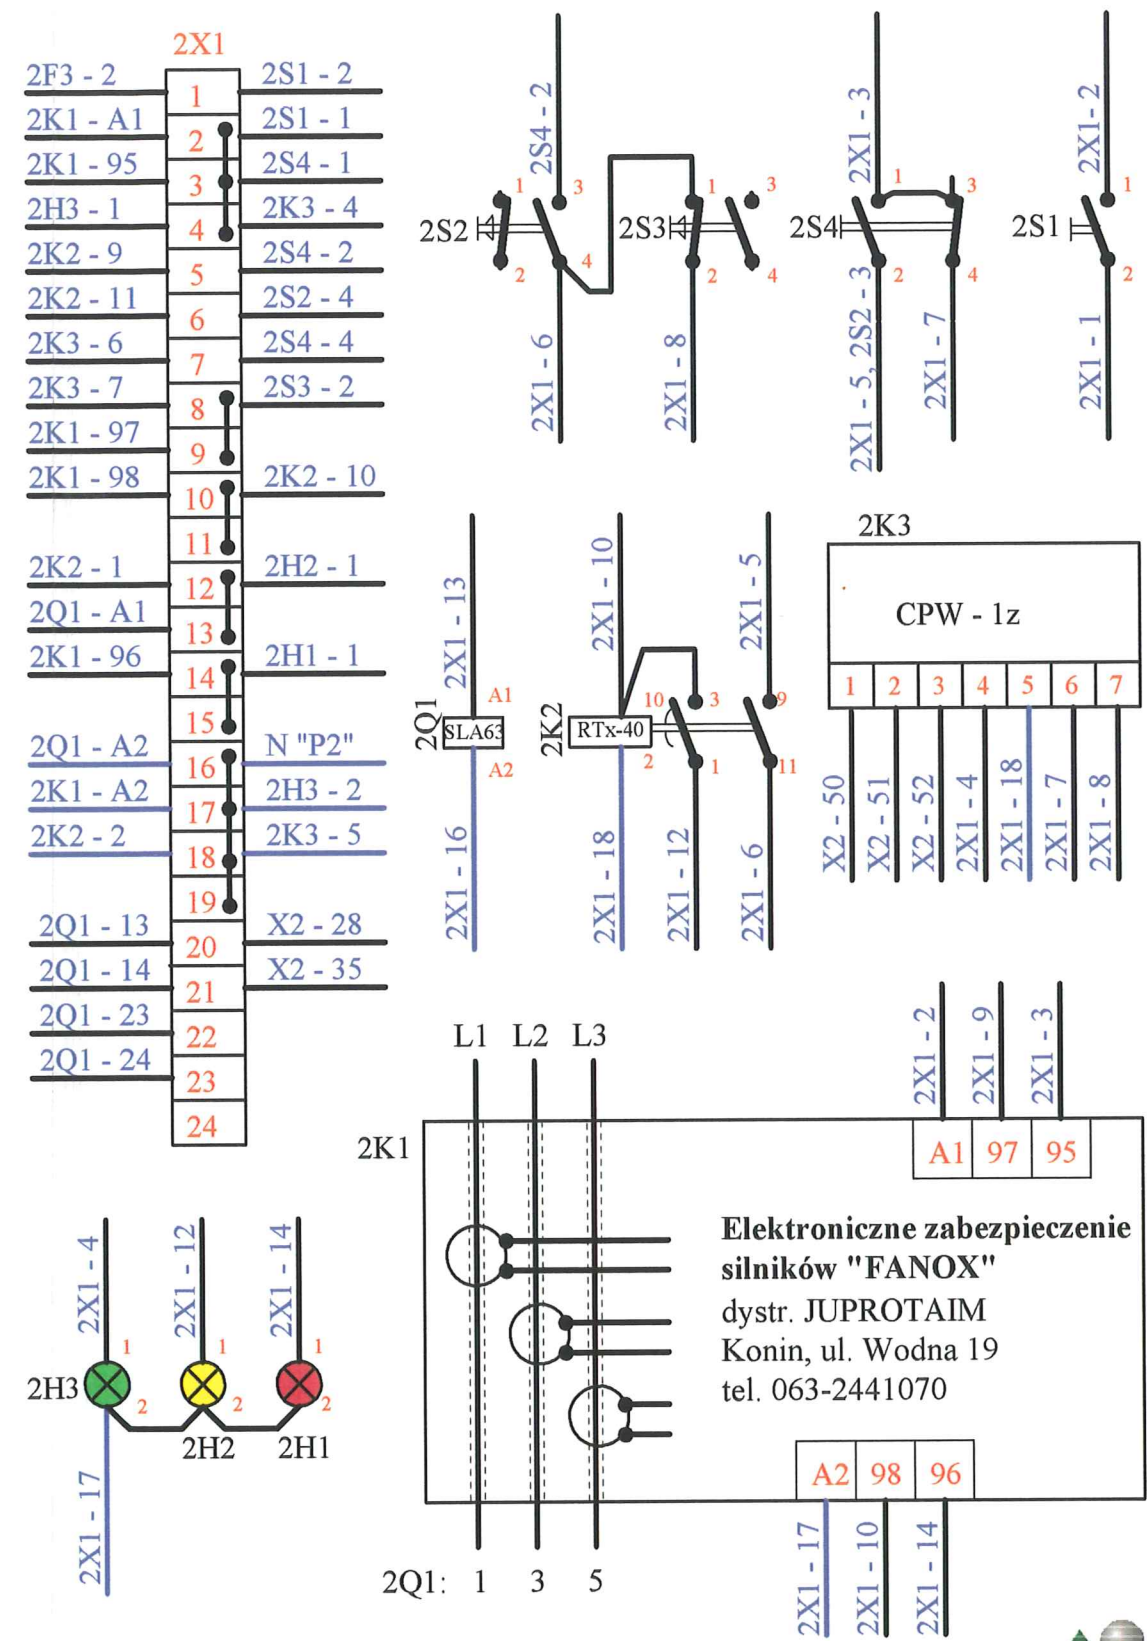 2X1
2F3 - 2
1
2S1 - 2
2K1 - A1
2
2S1 - 1
2K1 - 95
3
2S4 - 1
2H3 - 1
4
2K3 - 4
2K2 - 9
5
2S4 - 2
2K2 - 11
6
2S2 - 4
2K3 - 6
7
2S4 - 4
2K3 - 7
8
2S3 - 2
2K1 - 97
9
2K1 - 98
10
2K2 - 10
11
2K2 - 1
12
2H2 - 1
2Q1 - A1
13
2K1 - 96
14
2H1 - 1
15
2Q1 - A2
16
N "P2"
2K1 - A2
17
2H3 - 2
2K2 - 2
18
2K3 - 5
19
2Q1 - 13
20
X2 - 28
2Q1 - 14
21
X2 - 35
2Q1 - 23
22
2Q1 - 24
23
24
2S4 - 2
2S2
1
3
2
4
2X1 - 6
2S3
1
3
2
4
2X1 - 8
2X1 - 3
2S4
1
3
2
4
2X1 - 5, 2S2 - 3
2X1 - 7
2X1- 2
2S1
1
2
2X1 - 1
2X1 - 13
2Q1
A1
SLA63
A2
2X1 - 16
2X1 - 10
2X1 - 5
2K2
10
3
9
RTx-40
2
1
11
2X1 - 18
2X1 - 12
2X1 - 6
2K3
CPW - 1z
1
2
3
4
5
6
7
X2 - 50
X2 - 51
X2 - 52
2X1 - 4
2X1 - 18
2X1 - 7
2X1 - 8
L1
L2
L3
2X1 - 2
2X1 - 9
2X1 - 3
2K1
A1
97
95
Elektroniczne zabezpieczenie
silników "FANOX"
dystr. JUPROTAIM
Konin, ul. Wodna 19
tel. 063-2441070
A2
98
96
2X1 - 17
2X1 - 10
2X1 - 14
2Q1:
1
3
5
2X1 - 4
2X1 - 12
2X1 - 14
1
1
1
2H3
2
2
2
2H2
2H1
2X1 - 17